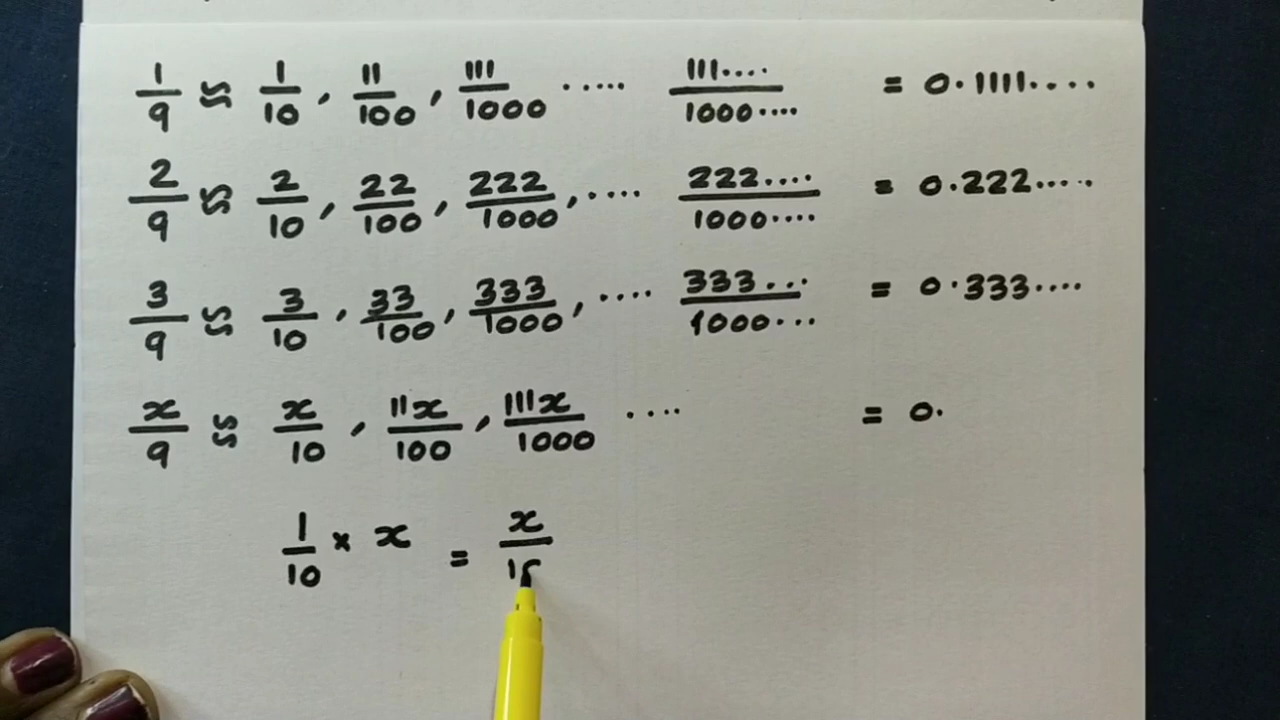 1/9 ≈ 1/10, 11/100, 111/1000 ..... 111..../1000.... = 0.1111....
2/9 ≈ 2/10, 22/100, 222/1000, .... 222..../1000.... = 0.222.....
3/9 ≈ 3/10, 33/100, 333/1000, .... 333.../1000... = 0.333....
x/9 ≈ x/10, 11x/100, 111x/1000 .... = 0.
1/10 × x = x/1